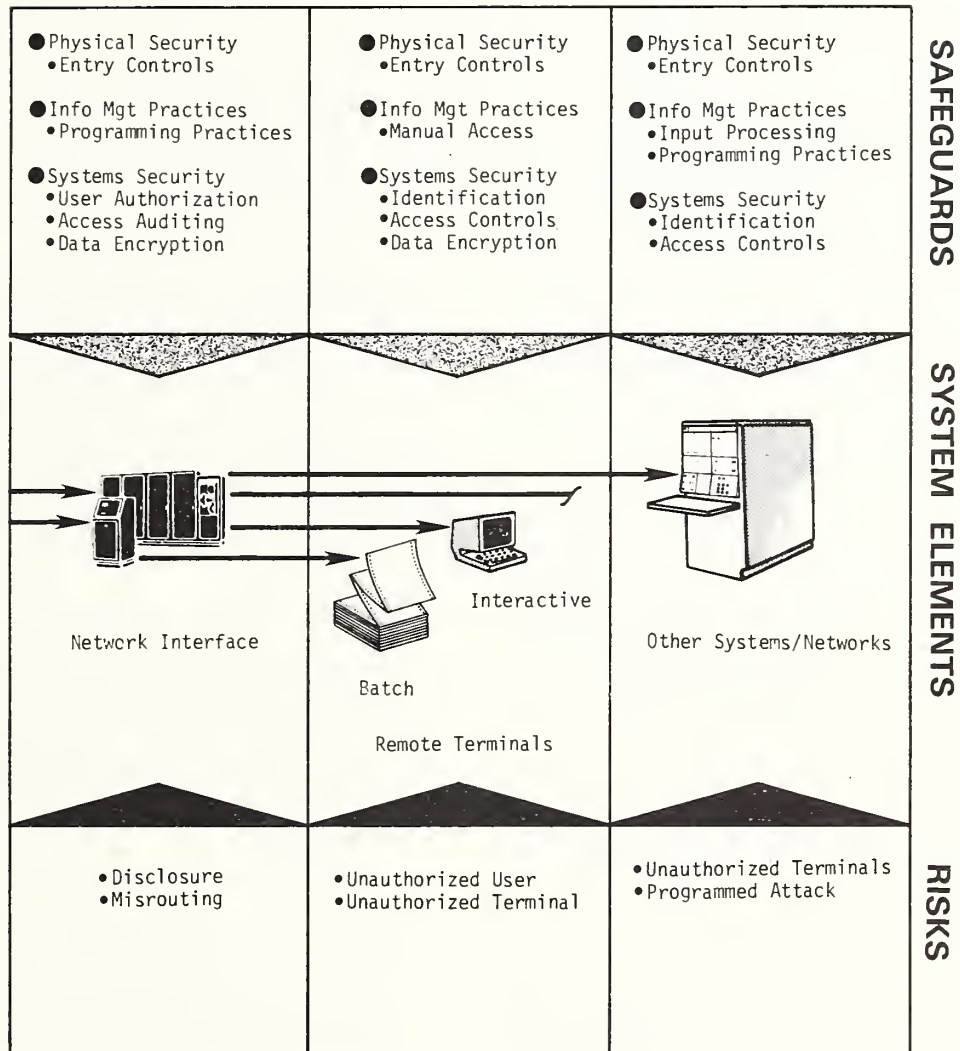 ● Physical Security
• Entry Controls
● Info Mgt Practices
• Programming Practices
● Systems Security
• User Authorization
• Access Auditing
• Data Encryption
● Physical Security
• Entry Controls
● Info Mgt Practices
• Manual Access
● Systems Security
• Identification
• Access Controls
• Data Encryption
● Physical Security
• Entry Controls
● Info Mgt Practices
• Input Processing
• Programming Practices
● Systems Security
• Identification
• Access Controls
SAFEGUARDS
Network Interface
Interactive
Batch
Remote Terminals
Other Systems/Networks
SYSTEM ELEMENTS
• Disclosure
• Misrouting
• Unauthorized User
• Unauthorized Terminal
• Unauthorized Terminals
• Programmed Attack
RISKS